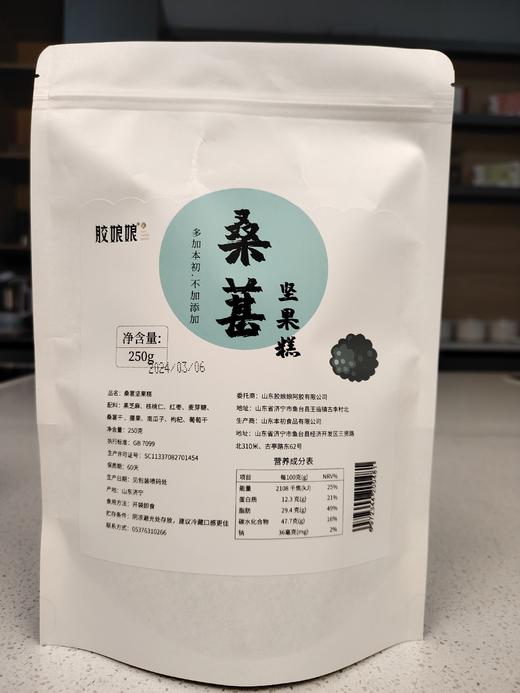 胶娘娘
多加本初·不加添加
桑葚
坚果糕
净含量:
250g
2024/03/06
品名：桑葚坚果糕
配料：黑芝麻、核桃仁、红枣、麦芽糖、
桑葚干、腰果、南瓜子、枸杞、葡萄干
净含量：250克
执行标准：GB 7099
生产许可证号：SC11337082701454
保质期：60天
生产日期：见包装喷码处
产地：山东济宁
食用方法：开袋即食
贮存条件：阴凉避光处存放，建议冷藏口感更佳
联系方式：05376310266
委托商：山东胶娘娘阿胶有限公司
地址：山东省济宁市鱼台县王庙镇古李村北
生产商：山东本初食品有限公司
地址：山东省济宁市鱼台县经济开发区三贤路
北310米、古亭路东62号
营养成分表
项目 每100克(g) NRV%
能量 2108 千焦(kJ) 25%
蛋白质 12.3 克(g) 21%
脂肪 29.4 克(g) 49%
碳水化合物 47.7克(g) 16%
钠 36毫克(mg) 2%